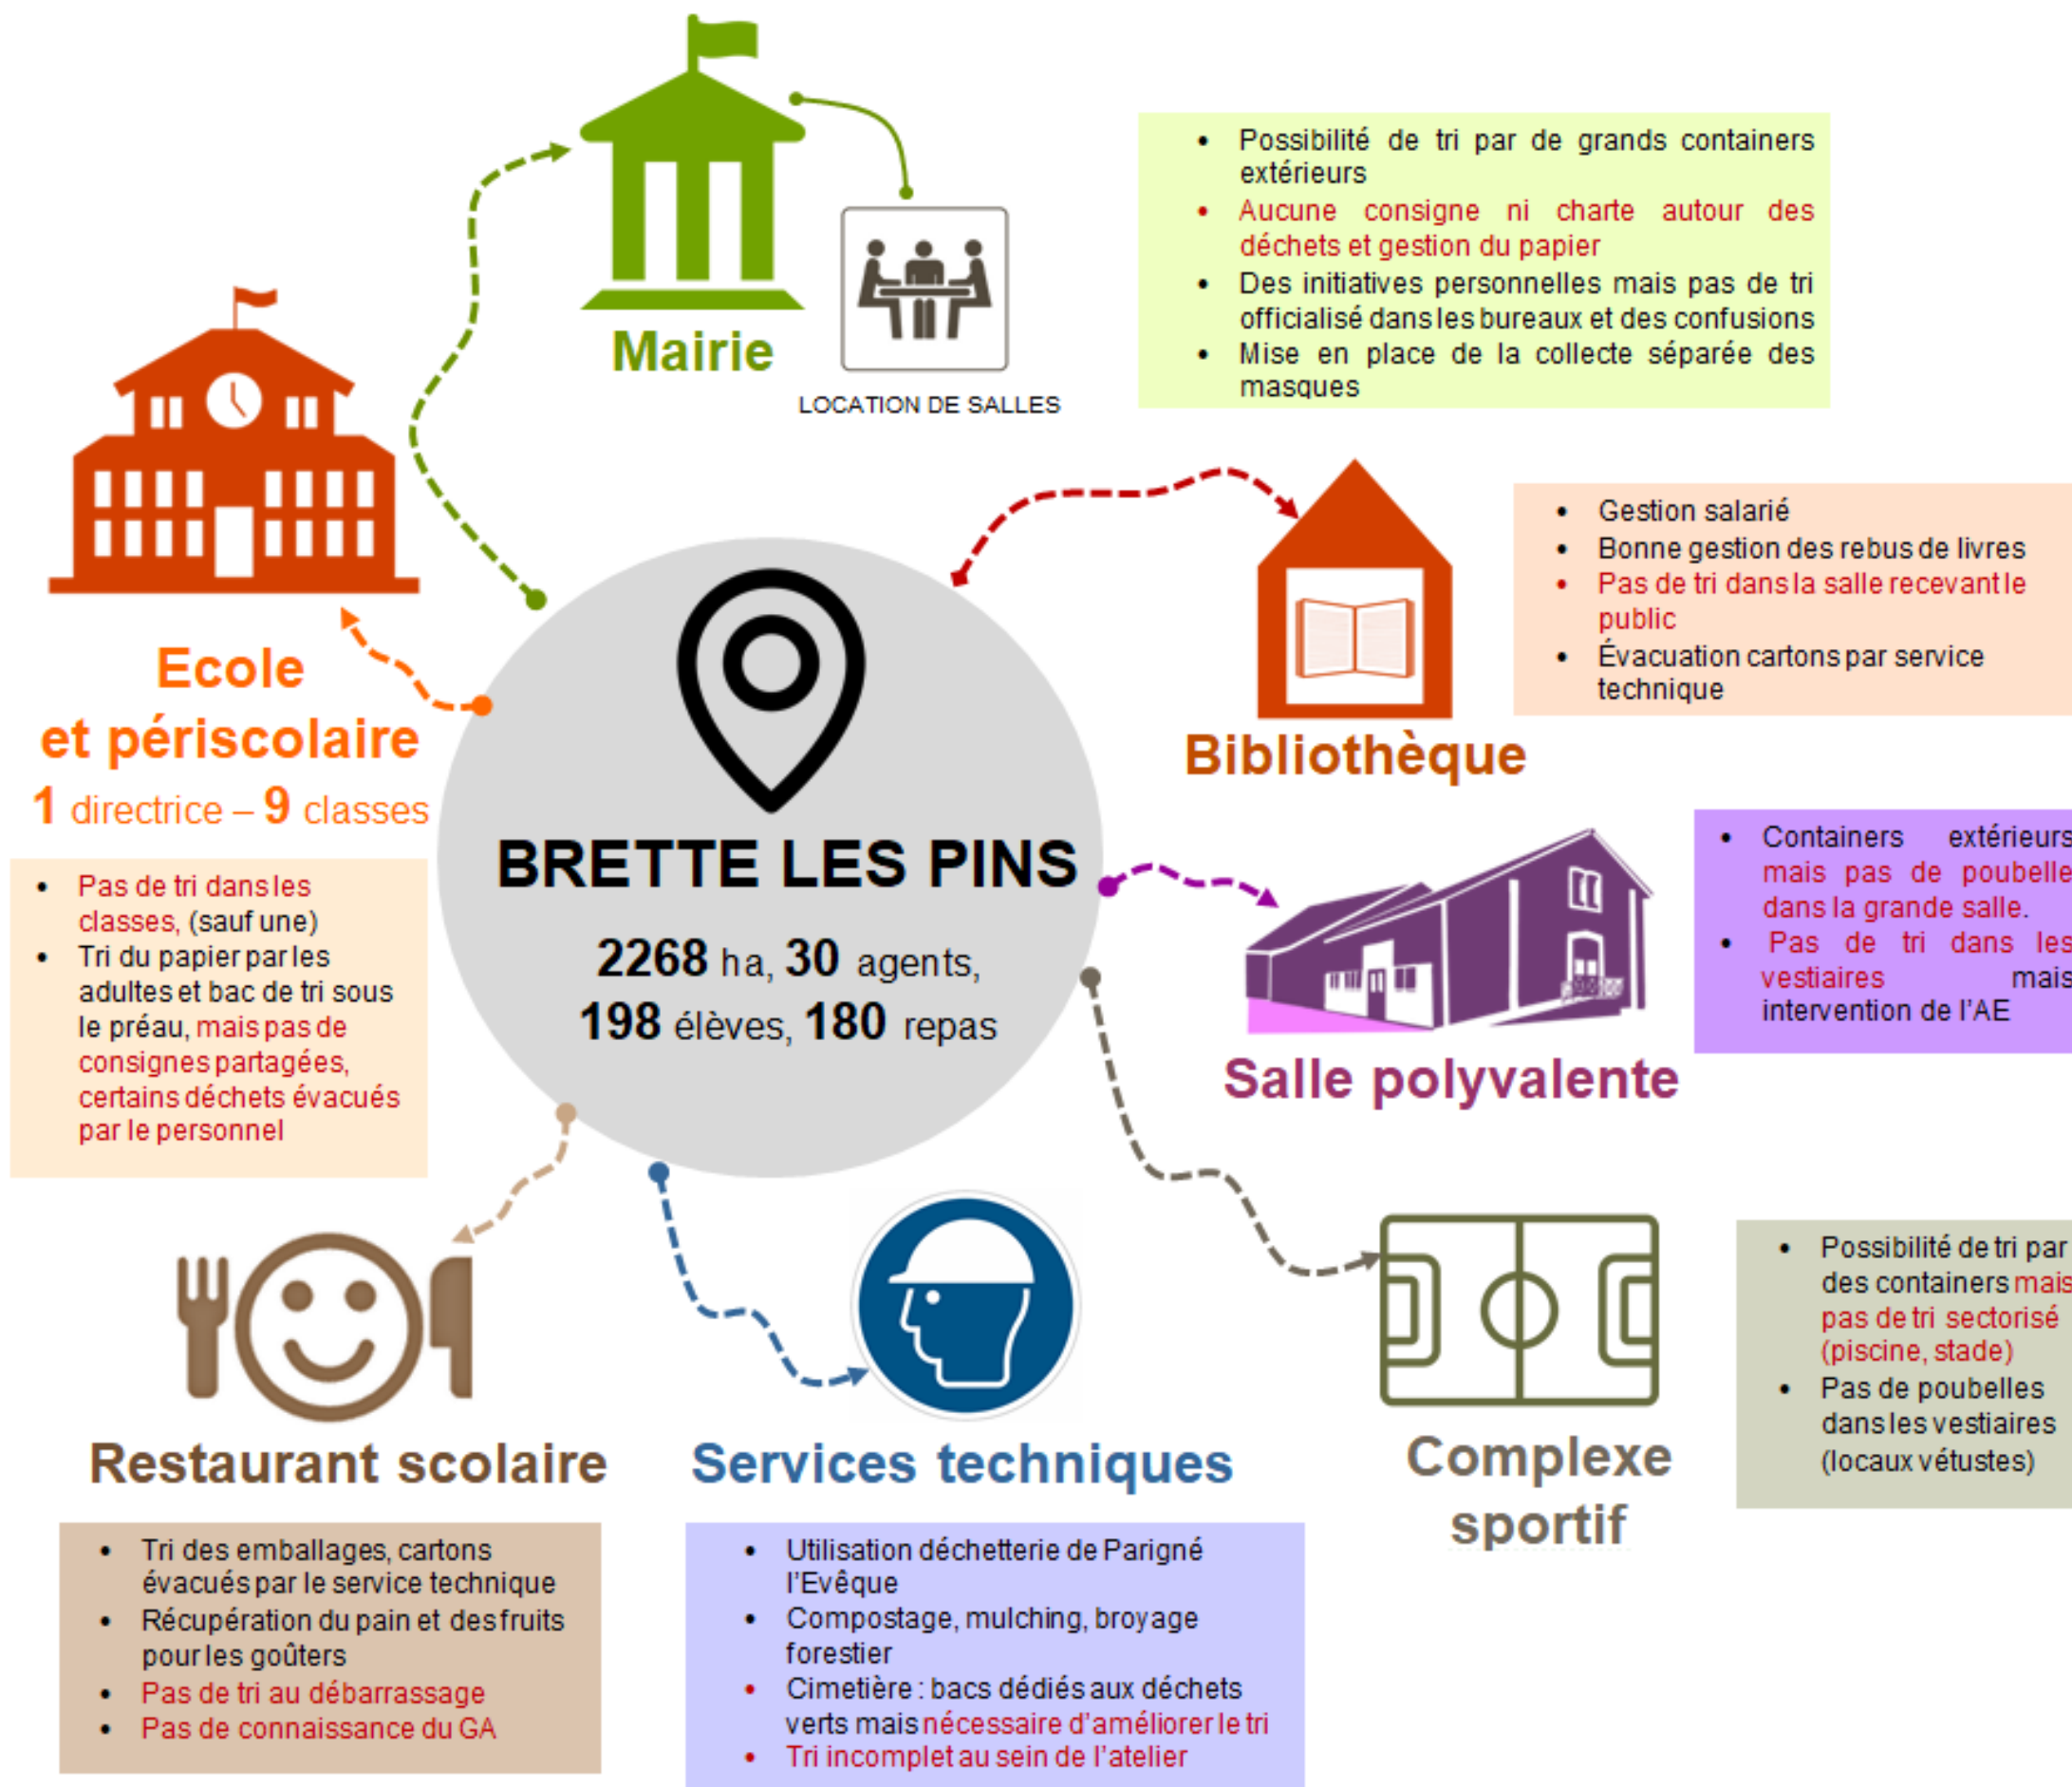 Mairie
LOCATION DE SALLES
• Possibilité de tri par de grands containers
extérieurs
• Aucune consigne ni charte autour des
déchets et gestion du papier
• Des initiatives personnelles mais pas de tri
officialisé dans les bureaux et des confusions
• Mise en place de la collecte séparée des
masques
Ecole
et périscolaire
1 directrice – 9 classes
• Pas de tri dans les
classes, (sauf une)
• Tri du papier par les
adultes et bac de tri sous
le préau, mais pas de
consignes partagées,
certains déchets évacués
par le personnel
BRETTE LES PINS
2268 ha, 30 agents,
198 élèves, 180 repas
Bibliothèque
• Gestion salarié
• Bonne gestion des rebus de livres
• Pas de tri dans la salle recevant le
public
• Évacuation cartons par service
technique
Salle polyvalente
• Containers extérieurs
mais pas de poubelle
dans la grande salle.
• Pas de tri dans les
vestiaires mais
intervention de l'AE
Restaurant scolaire
• Tri des emballages, cartons
évacués par le service technique
• Récupération du pain et des fruits
pour les goûters
• Pas de tri au débarrassage
• Pas de connaissance du GA
Services techniques
• Utilisation déchetterie de Parigné
l'Evêque
• Compostage, mulching, broyage
forestier
• Cimetière : bacs dédiés aux déchets
verts mais nécessaire d'améliorer le tri
• Tri incomplet au sein de l'atelier
Complexe
sportif
• Possibilité de tri par
des containers mais
pas de tri sectorisé
(piscine, stade)
• Pas de poubelles
dans les vestiaires
(locaux vétustes)